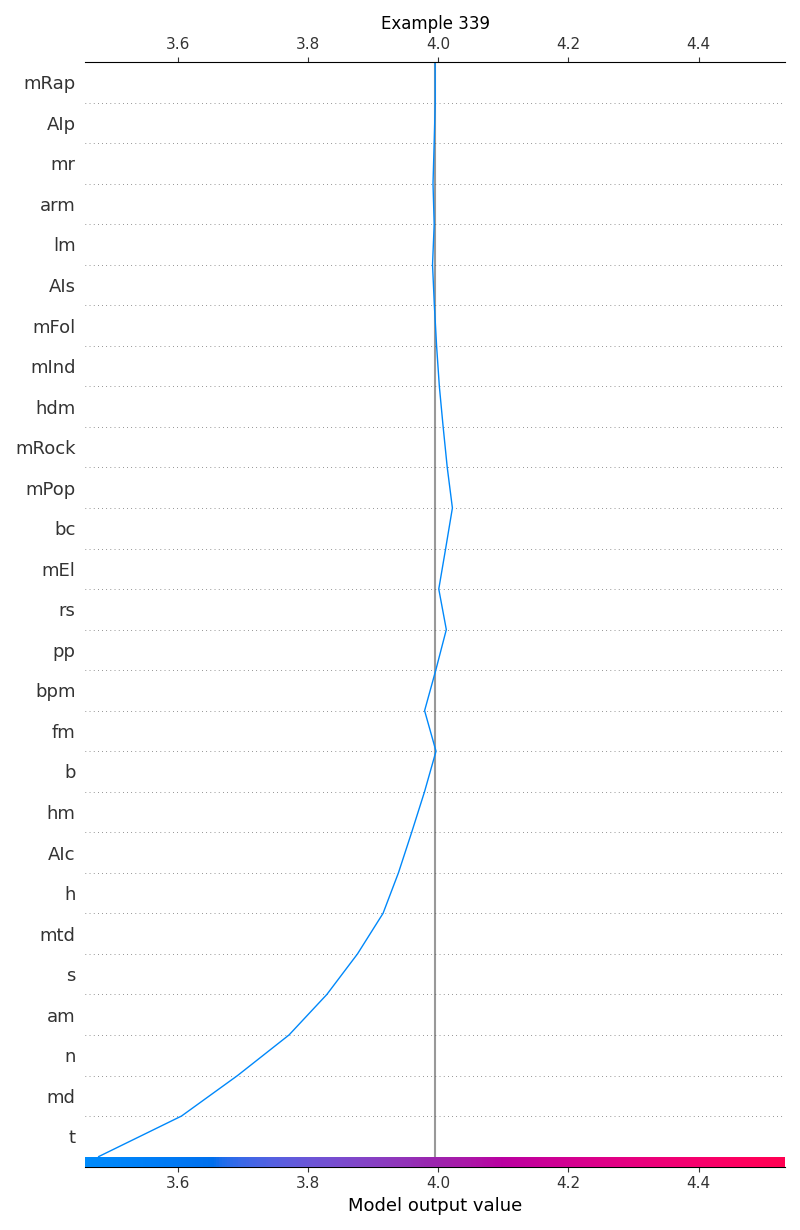 Example 339
3.6 3.8 4.0 4.2 4.4
mRap
AIp
mr
arm
lm
AIs
mFol
mInd
hdm
mRock
mPop
bc
mEl
rs
pp
bpm
fm
b
hm
AIc
h
mtd
s
am
n
md
t
3.6 3.8 4.0 4.2 4.4
Model output value